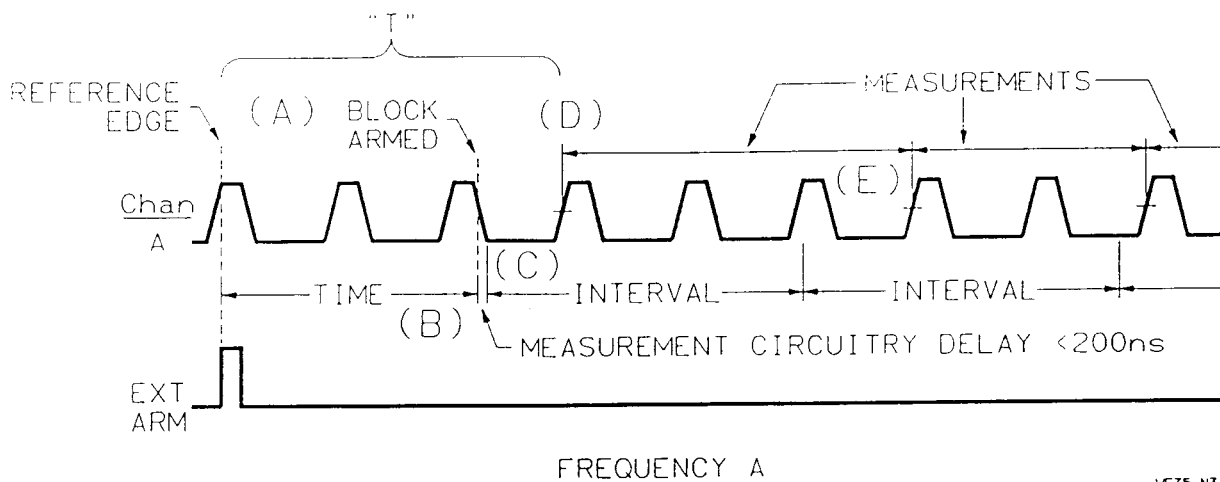 "T"
MEASUREMENTS
REFERENCE
EDGE
(A)
BLOCK
ARMED
(D)
(E)
Chan
A
(C)
TIME
INTERVAL
INTERVAL
(B)
MEASUREMENT CIRCUITRY DELAY <200ns
EXT
ARM
FREQUENCY A